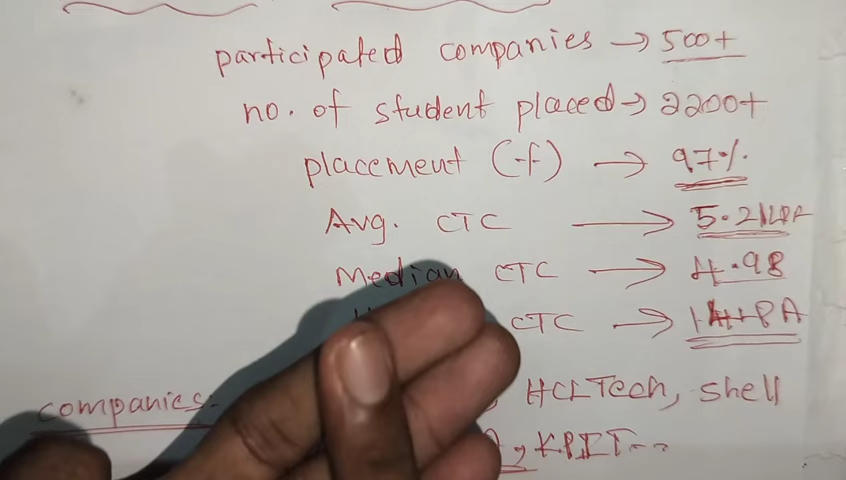 participated companies → 500+
no. of student placed → 2200+
placement (-f) → 97%
Avg. CTC → 5.21LPA
Median CTC → 4.98
CTC →
companies. HCLTech, shell
, KPIT--